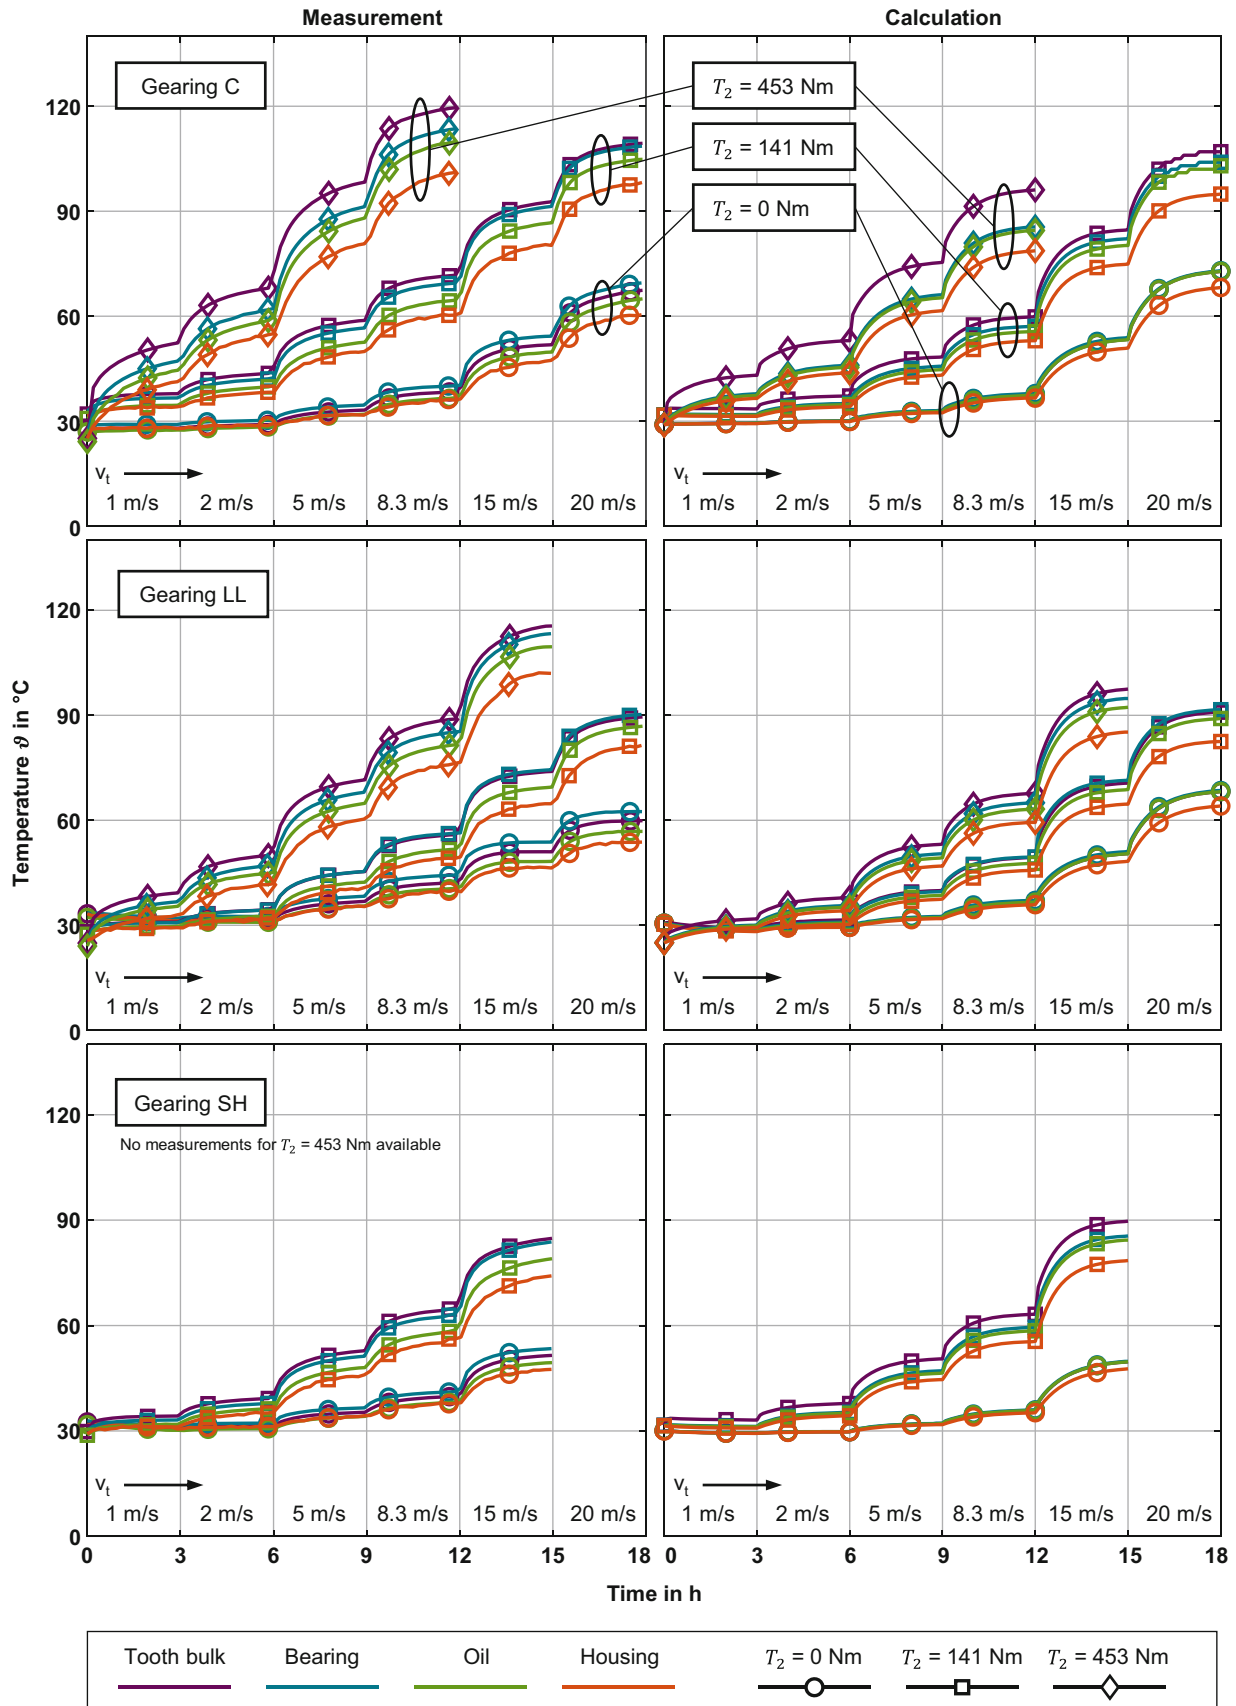 Measurement Calculation
Gearing C
T₂ = 453 Nm
T₂ = 141 Nm
T₂ = 0 Nm
120
90
60
30
0
vₜ
1 m/s 2 m/s 5 m/s 8.3 m/s 15 m/s 20 m/s
1 m/s 2 m/s 5 m/s 8.3 m/s 15 m/s 20 m/s
Gearing LL
120
90
60
30
0
Temperature ϑ in °C
vₜ
vₜ
1 m/s 2 m/s 5 m/s 8.3 m/s 15 m/s 20 m/s
1 m/s 2 m/s 5 m/s 8.3 m/s 15 m/s 20 m/s
Gearing SH
No measurements for T₂ = 453 Nm available
120
90
60
30
0
vₜ
vₜ
1 m/s 2 m/s 5 m/s 8.3 m/s 15 m/s 20 m/s
1 m/s 2 m/s 5 m/s 8.3 m/s 15 m/s 20 m/s
0 3 6 9 12 15 18
0 3 6 9 12 15 18
Time in h
Tooth bulk Bearing Oil Housing T₂ = 0 Nm T₂ = 141 Nm T₂ = 453 Nm